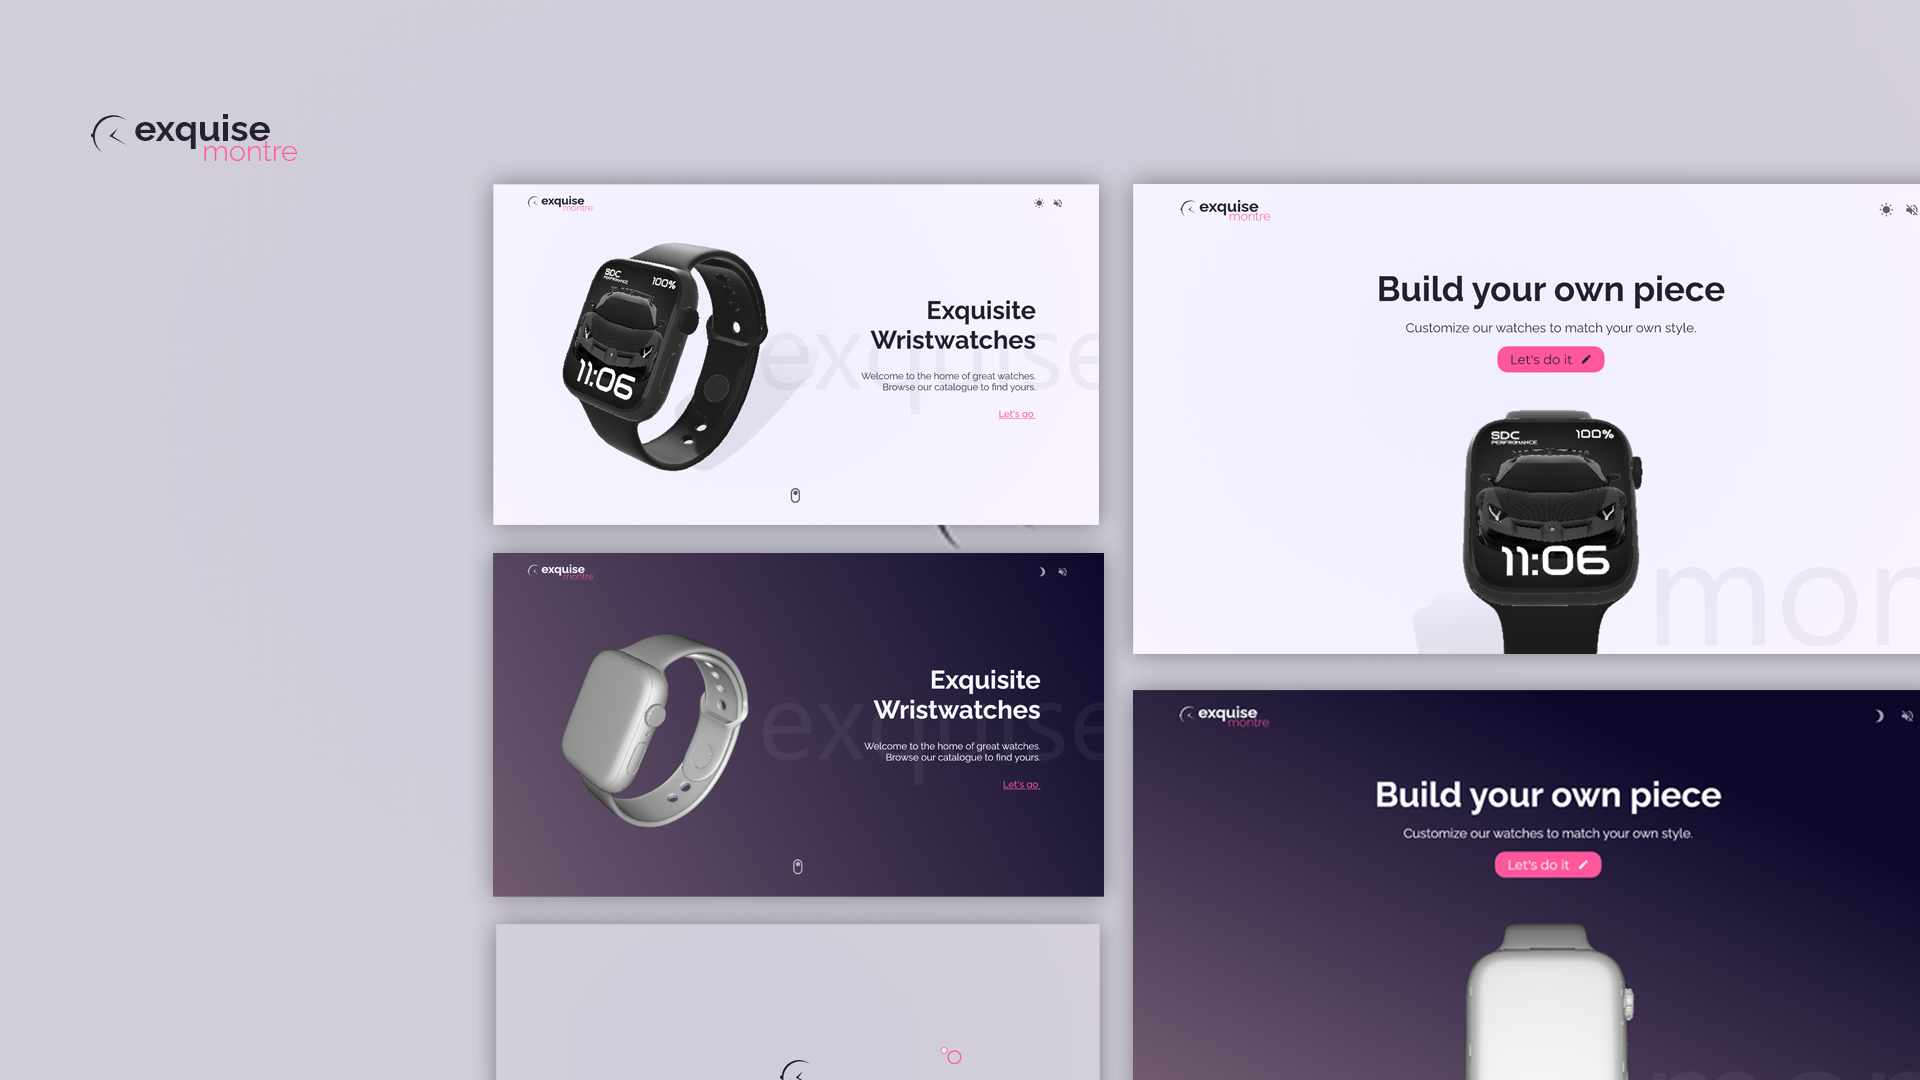 exquise
montre
exquise
montre
SDC
PERFROMANCE
100%
11:06
exquise
Exquisite
Wristwatches
Welcome to the home of great watches.
Browse our catalogue to find yours.
Let's go
exquise
montre
Build your own piece
Customize our watches to match your own style.
Let's do it
SDC
PERFROMANCE
100%
11:06
mon
exquise
montre
exquise
Exquisite
Wristwatches
Welcome to the home of great watches.
Browse our catalogue to find yours.
Let's go
exquise
montre
Build your own piece
Customize our watches to match your own style.
Let's do it